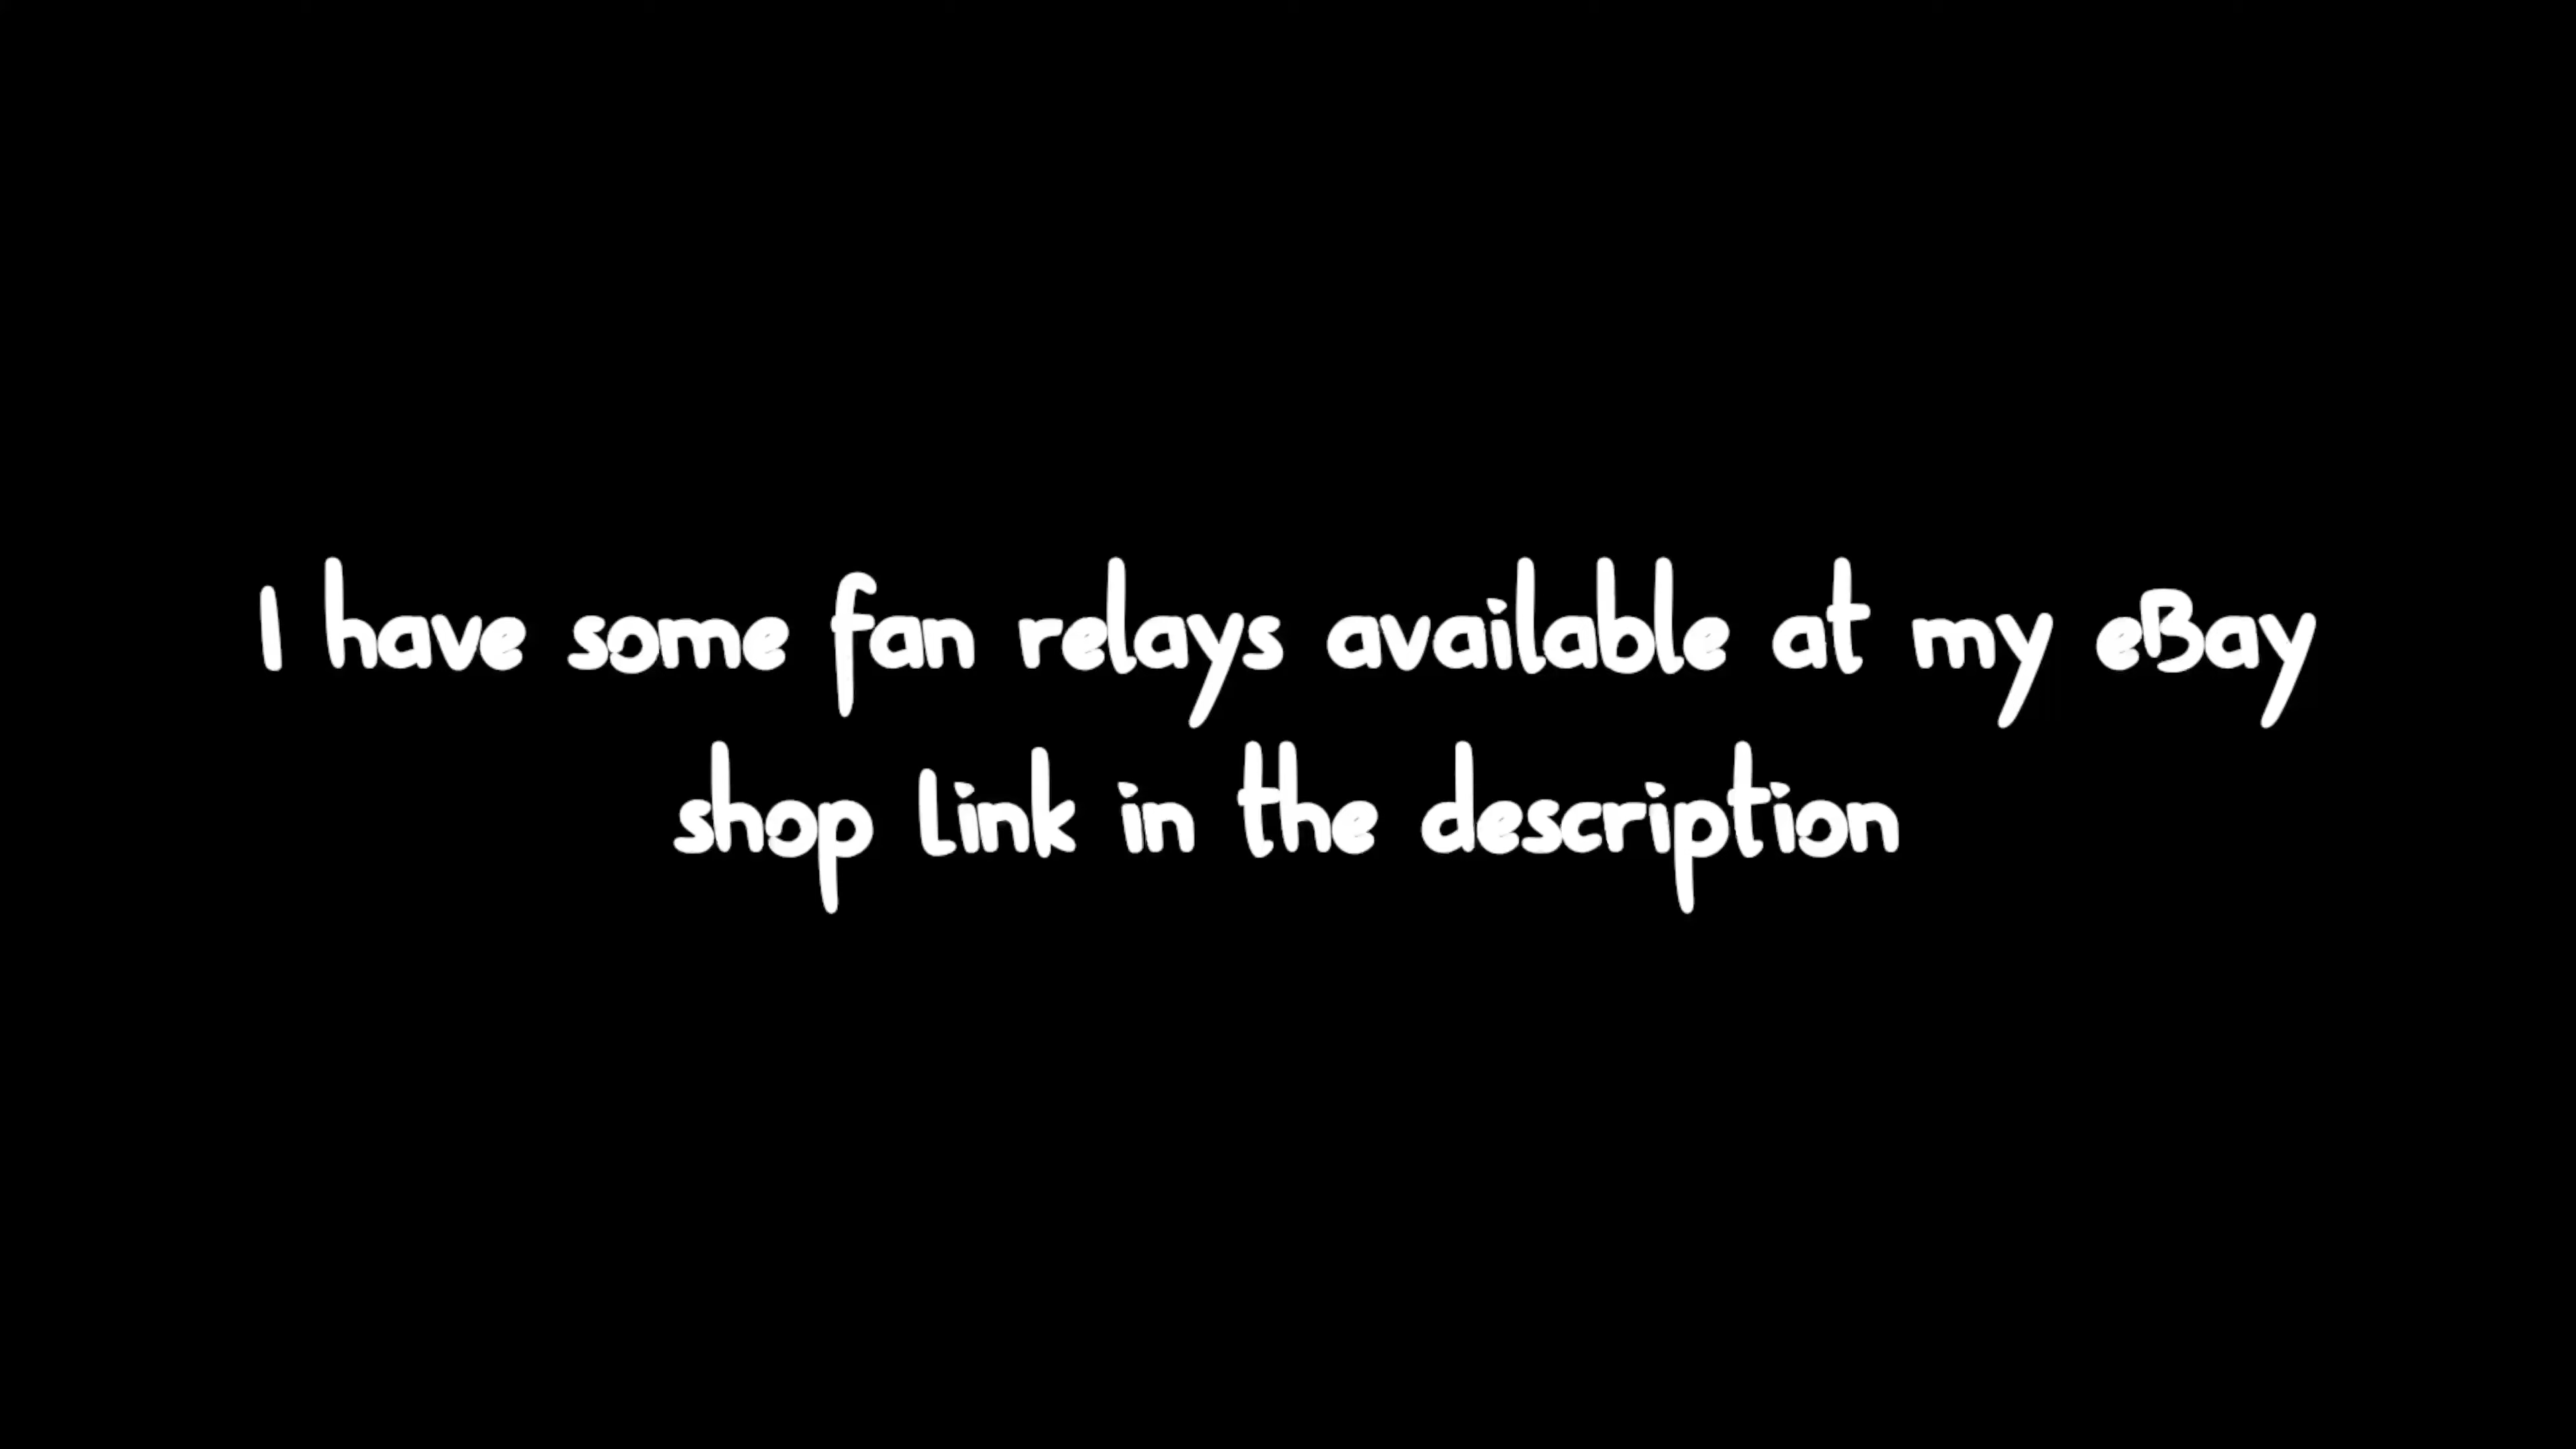 I have some fan relays available at my eBay
shop link in the description